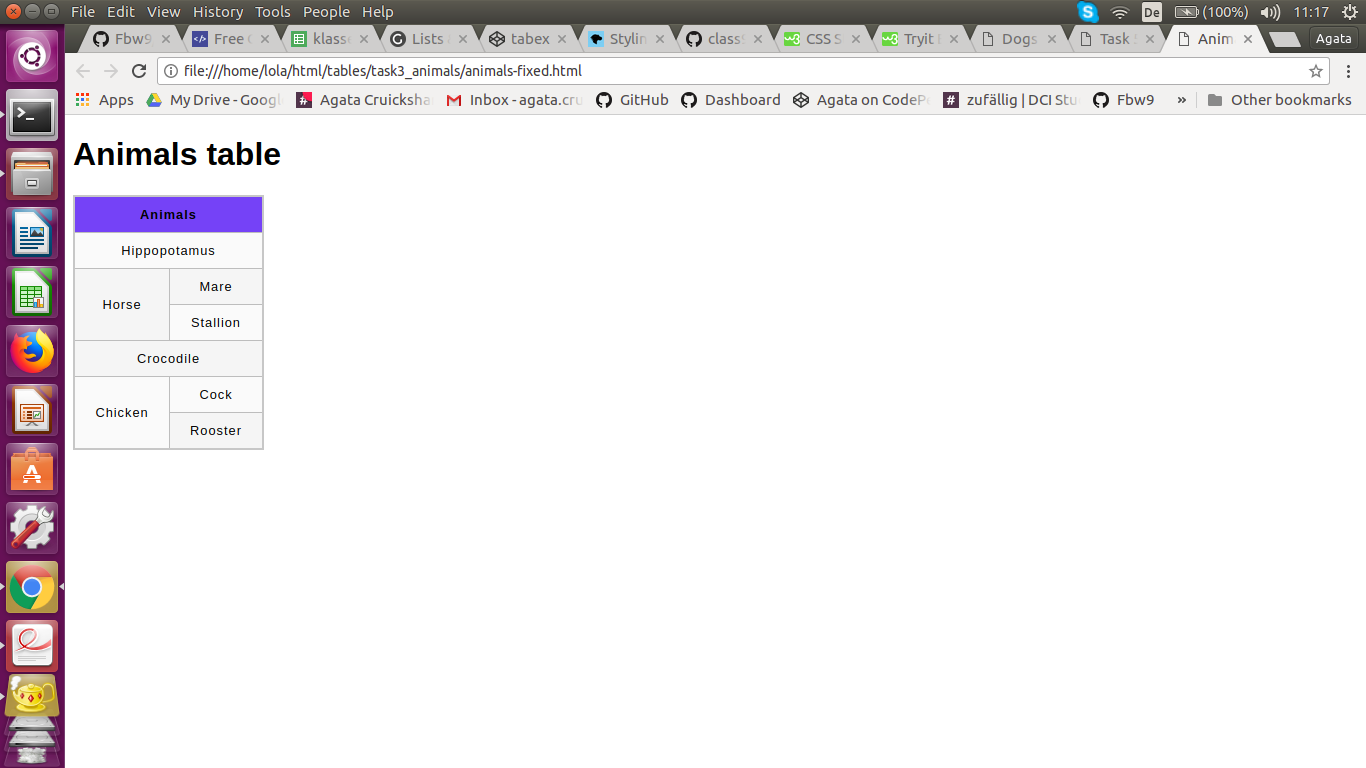 File Edit View History Tools People Help
De (100%) 11:17
Fbw9 Free klasse Lists tabex Stylin Github class CSS S Tryit Dogs Task Anim Agata
file:///home/lola/html/tables/task3_animals/animals-fixed.html
Apps My Drive - Googl Agata Cruicksha Inbox - agata.cru GitHub Dashboard Agata on CodePe zufällig | DCI Stu Fbw9 » Other bookmarks
Animals table
Animals
Hippopotamus
Horse
Mare
Stallion
Crocodile
Chicken
Cock
Rooster